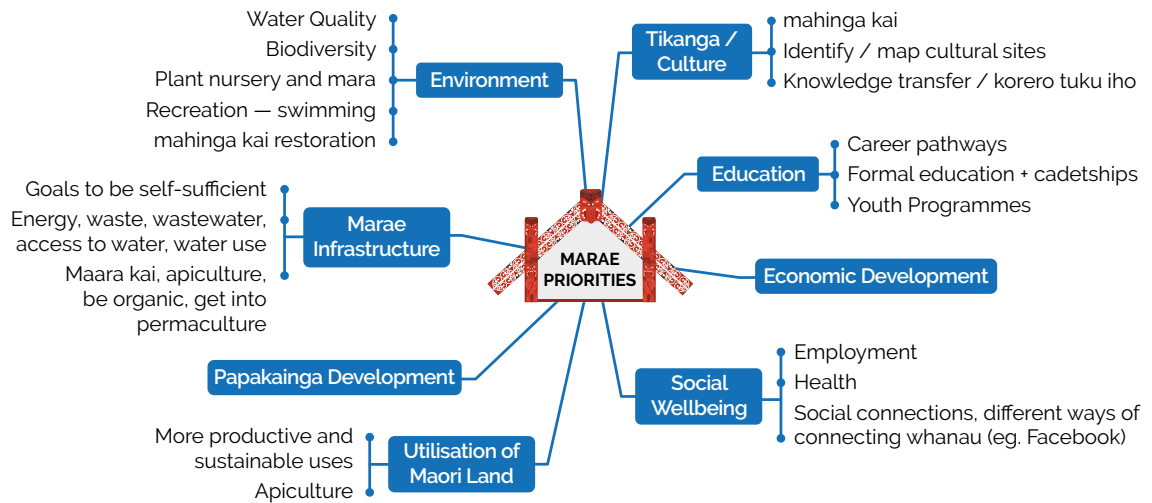 MARAE
PRIORITIES
Environment
Water Quality
Biodiversity
Plant nursery and mara
Recreation — swimming
mahinga kai restoration
Tikanga /
Culture
mahinga kai
Identify / map cultural sites
Knowledge transfer / korero tuku iho
Education
Career pathways
Formal education + cadetships
Youth Programmes
Marae
Infrastructure
Goals to be self-sufficient
Energy, waste, wastewater,
access to water, water use
Maara kai, apiculture,
be organic, get into
permaculture
Economic Development
Papakainga Development
Social
Wellbeing
Employment
Health
Social connections, different ways of
connecting whanau (eg. Facebook)
Utilisation of
Maori Land
More productive and
sustainable uses
Apiculture